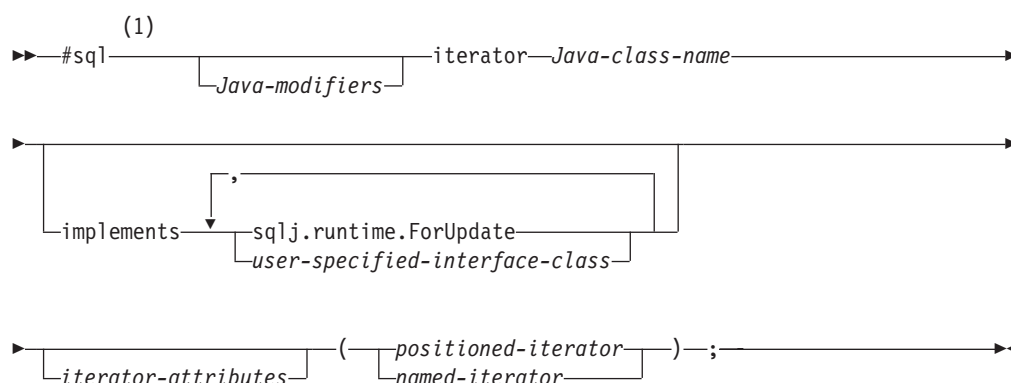 (1)
#sql iterator Java-class-name
Java-modifiers
,
implements sqlj.runtime.ForUpdate
user-specified-interface-class
( positioned-iterator ) ;
iterator-attributes named-iterator